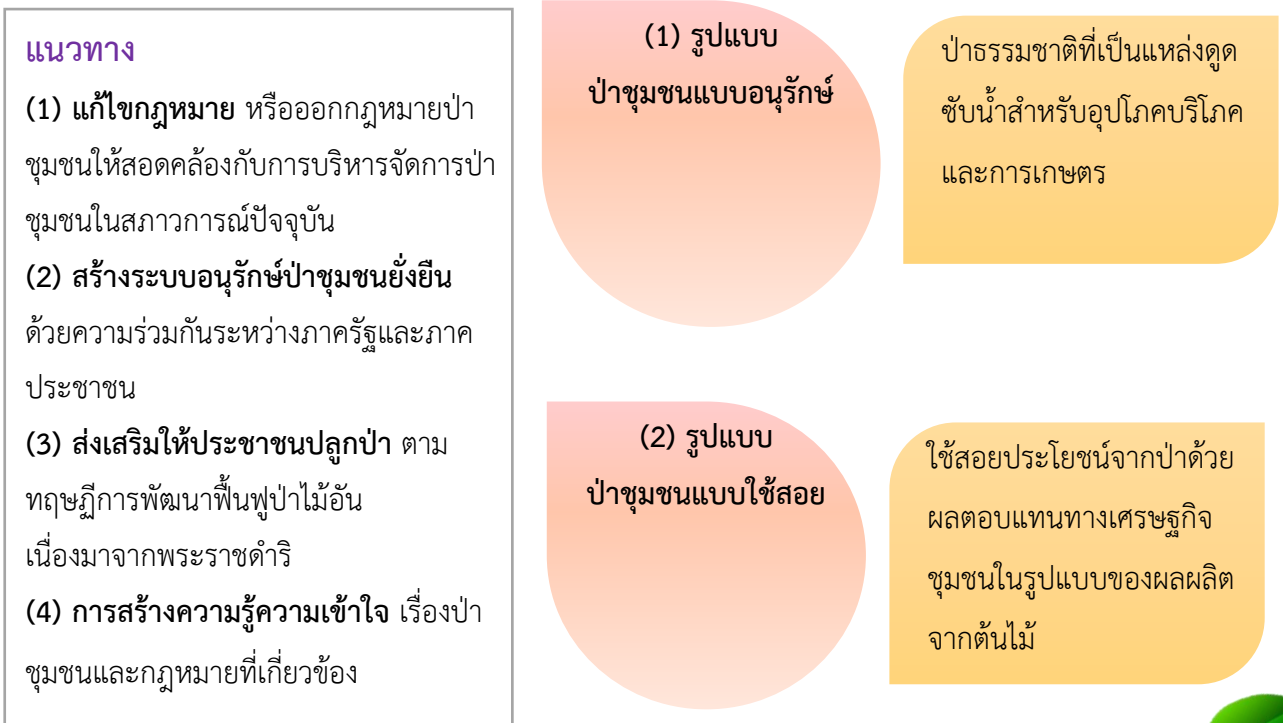 แนวทาง
(1) แก้ไขกฎหมาย หรือออกกฎหมายป่า
ชุมชนให้สอดคล้องกับการบริหารจัดการป่า
ชุมชนในสภาวการณ์ปัจจุบัน
(2) สร้างระบบอนุรักษ์ป่าชุมชนยั่งยืน
ด้วยความร่วมกันระหว่างภาครัฐและภาค
ประชาชน
(3) ส่งเสริมให้ประชาชนปลูกป่า ตาม
ทฤษฎีการพัฒนาฟื้นฟูป่าไม้อัน
เนื่องมาจากพระราชดำริ
(4) การสร้างความรู้ความเข้าใจ เรื่องป่า
ชุมชนและกฎหมายที่เกี่ยวข้อง
(1) รูปแบบ
ป่าชุมชนแบบอนุรักษ์
ป่าธรรมชาติที่เป็นแหล่งดูด
ซับน้ำสำหรับอุปโภคบริโภค
และการเกษตร
(2) รูปแบบ
ป่าชุมชนแบบใช้สอย
ใช้สอยประโยชน์จากป่าด้วย
ผลตอบแทนทางเศรษฐกิจ
ชุมชนในรูปแบบของผลผลิต
จากต้นไม้